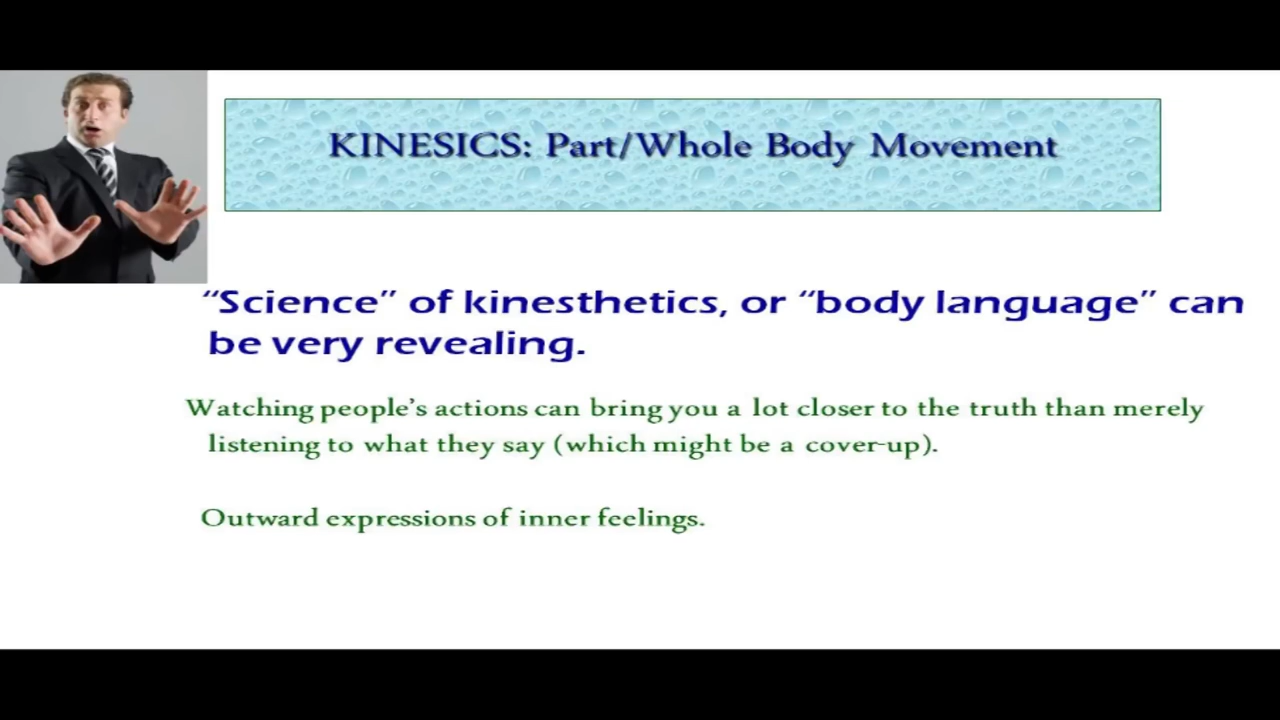 KINESICS: Part/Whole Body Movement
“Science” of kinesthetics, or “body language” can
be very revealing.
Watching people’s actions can bring you a lot closer to the truth than merely
listening to what they say (which might be a cover-up).
Outward expressions of inner feelings.